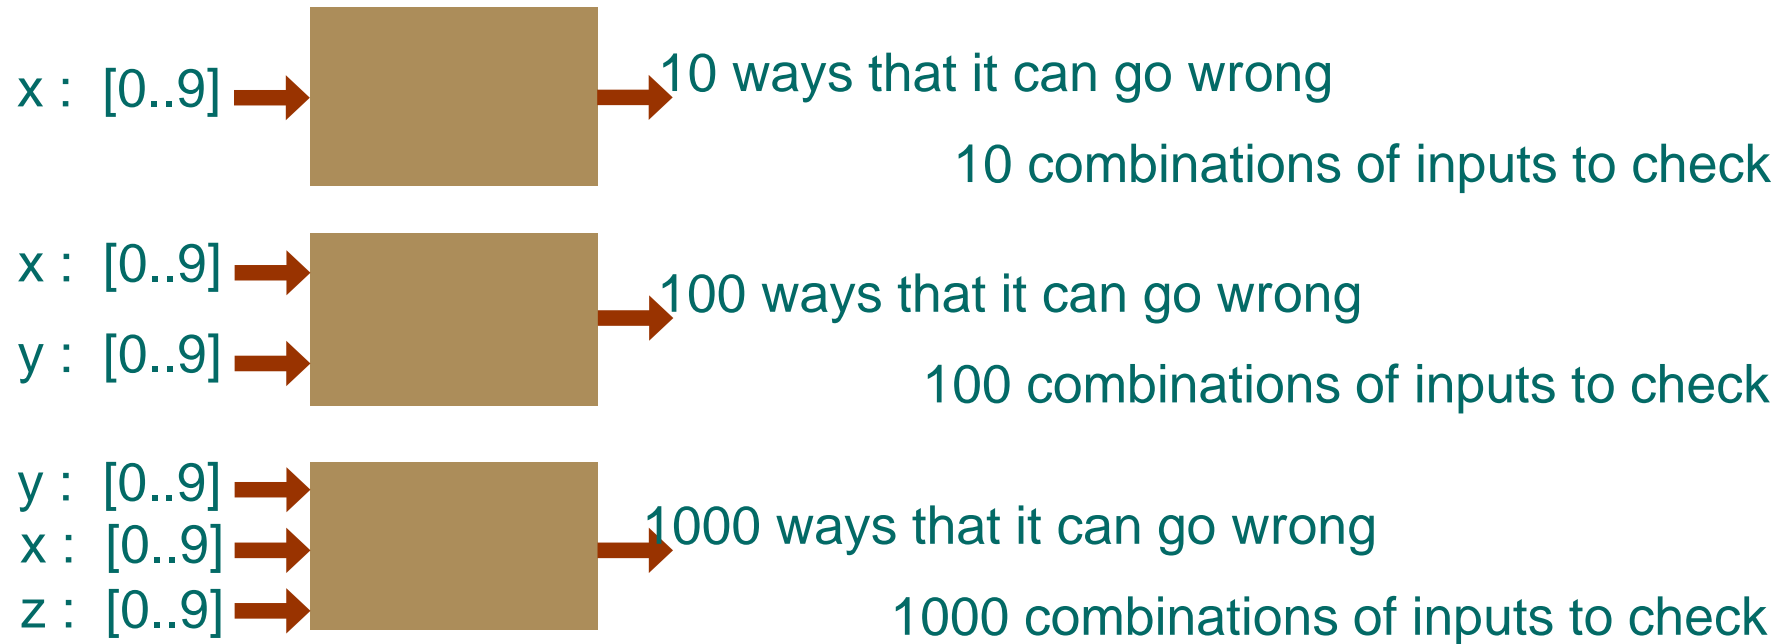 x : [0..9]
10 ways that it can go wrong
10 combinations of inputs to check
x : [0..9]
y : [0..9]
100 ways that it can go wrong
100 combinations of inputs to check
y : [0..9]
x : [0..9]
z : [0..9]
1000 ways that it can go wrong
1000 combinations of inputs to check